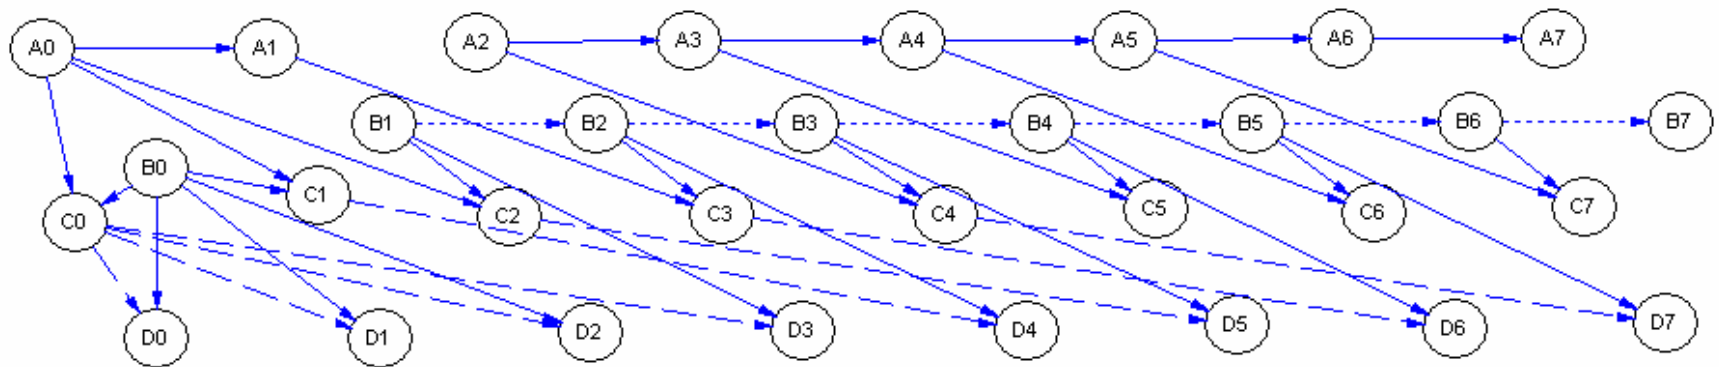 A0 A1 A2 A3 A4 A5 A6 A7
B1 B2 B3 B4 B5 B6 B7
B0
C0 C1 C2 C3 C4 C5 C6 C7
D0 D1 D2 D3 D4 D5 D6 D7